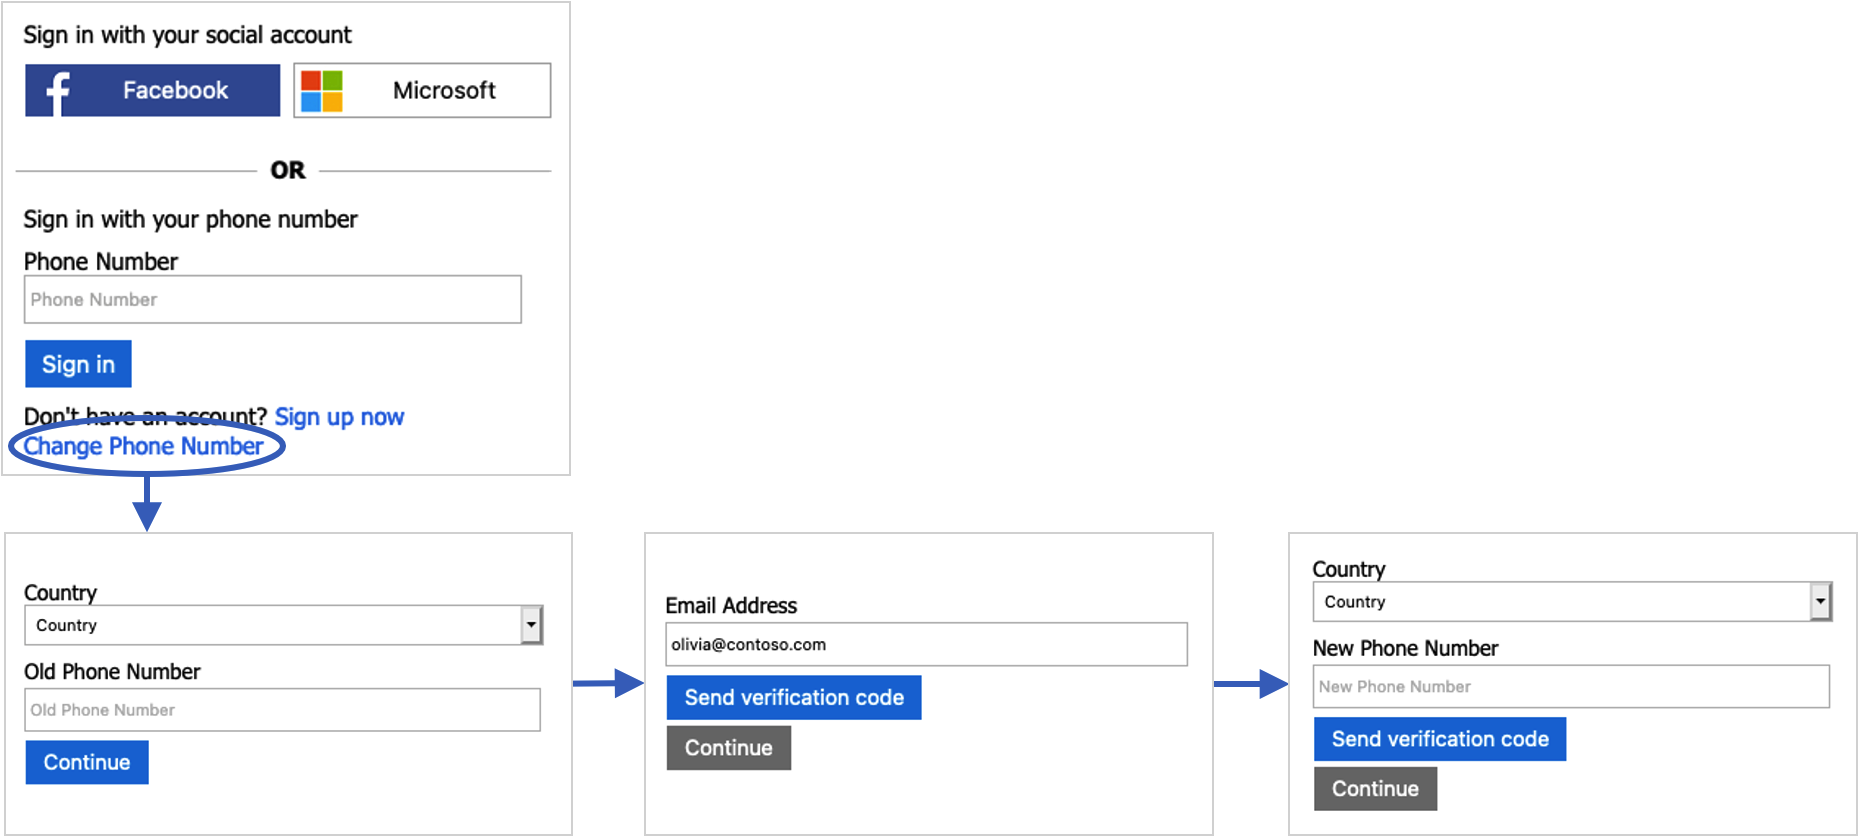 Sign in with your social account
Facebook
Microsoft
OR
Sign in with your phone number
Phone Number
Phone Number
Sign in
Don't have an account? Sign up now
Change Phone Number
Country
Country
Old Phone Number
Old Phone Number
Continue
Email Address
olivia@contoso.com
Send verification code
Continue
Country
Country
New Phone Number
New Phone Number
Send verification code
Continue